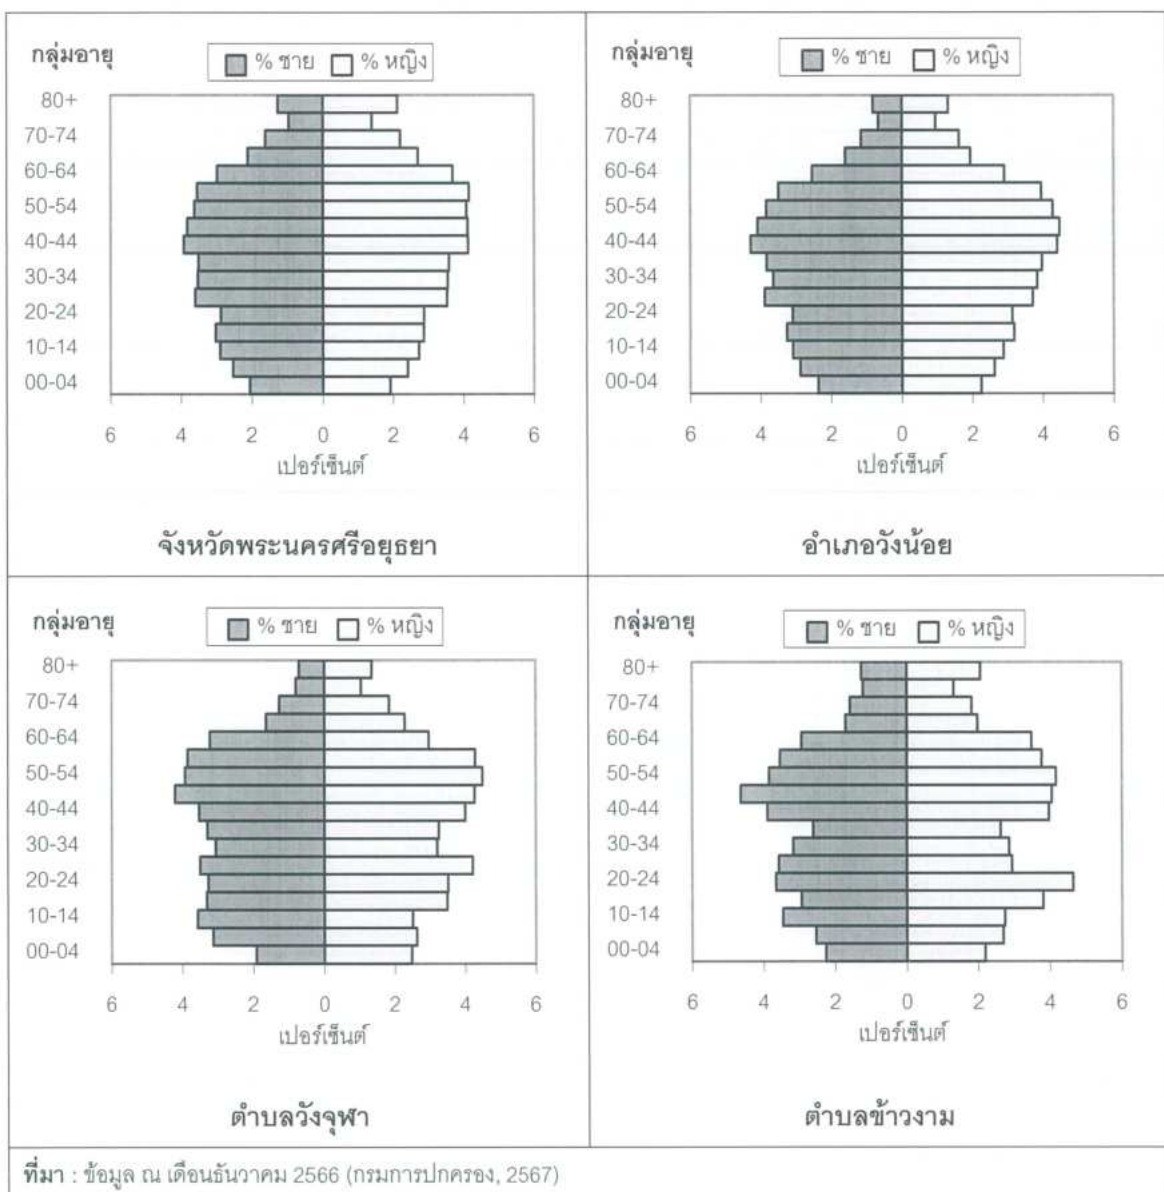 กลุ่มอายุ
% ชาย % หญิง
80+
70-74
60-64
50-54
40-44
30-34
20-24
10-14
00-04
6 4 2 0 2 4 6
เปอร์เซ็นต์
จังหวัดพระนครศรีอยุธยา
กลุ่มอายุ
% ชาย % หญิง
80+
70-74
60-64
50-54
40-44
30-34
20-24
10-14
00-04
6 4 2 0 2 4 6
เปอร์เซ็นต์
อำเภอวังน้อย
กลุ่มอายุ
% ชาย % หญิง
80+
70-74
60-64
50-54
40-44
30-34
20-24
10-14
00-04
6 4 2 0 2 4 6
เปอร์เซ็นต์
ตำบลวังจุฬา
กลุ่มอายุ
% ชาย % หญิง
80+
70-74
60-64
50-54
40-44
30-34
20-24
10-14
00-04
6 4 2 0 2 4 6
เปอร์เซ็นต์
ตำบลข้าวงาม
ที่มา : ข้อมูล ณ เดือนธันวาคม 2566 (กรมการปกครอง, 2567)